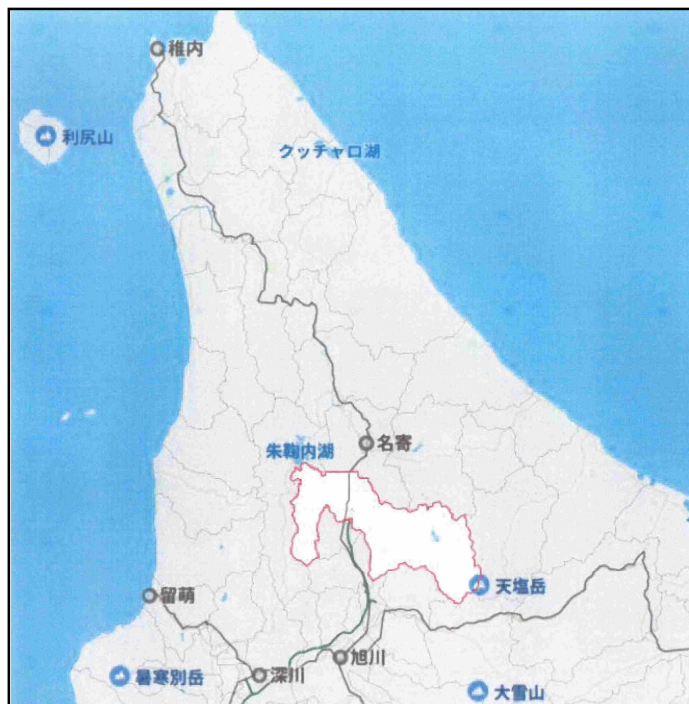 稚内
利尻山
クッチャロ湖
朱鞠内湖
名寄
天塩岳
留萌
旭川
深川
暑寒別岳
大雪山